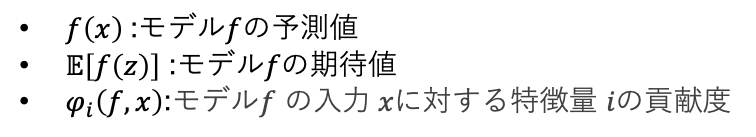 • 𝑓(𝑥) :モデル𝑓の予測値
• 𝔼[𝑓(𝑧)] :モデル𝑓の期待値
• 𝜑ᵢ(𝑓, 𝑥):モデル𝑓 の入力 𝑥に対する特徴量 𝑖の貢献度